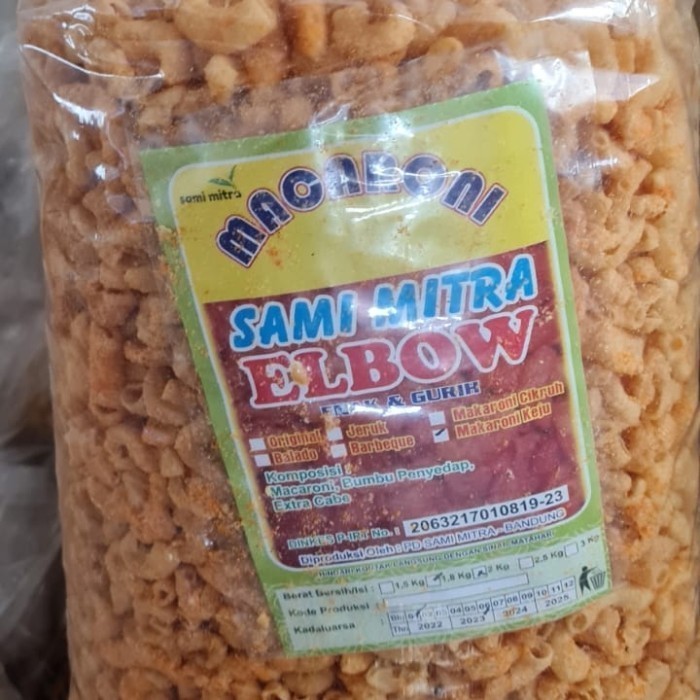 sami mitra
MACARONI
SAMI MITRA
ELBOW
ENAK & GURIH
Original Jeruk Makaroni Cikruh
Balado Barbeque Makaroni Keju
Komposisi :
Macaroni, Bumbu Penyedap,
Extra Cabe
DINKES P-IRT No. : 2063217010819-23
Diproduksi Oleh : PD SAMI MITRA - BANDUNG
Berat Bersih/Isi : 1,5 Kg 1,8 Kg 2 Kg 2,5 Kg 3 Kg
Kode Produksi :
Kadaluarsa 04 05 06 07 08 09 10 11 12
2022 2023 2024 2025